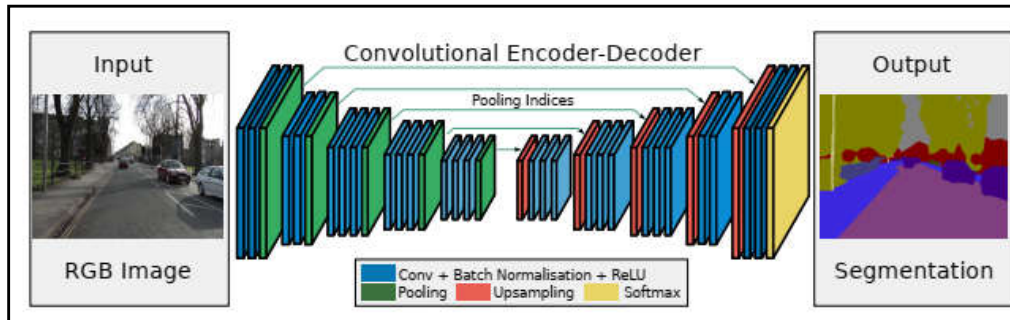 Input
RGB Image
Convolutional Encoder-Decoder
Pooling Indices
Conv + Batch Normalisation + ReLU
Pooling Upsampling Softmax
Output
Segmentation